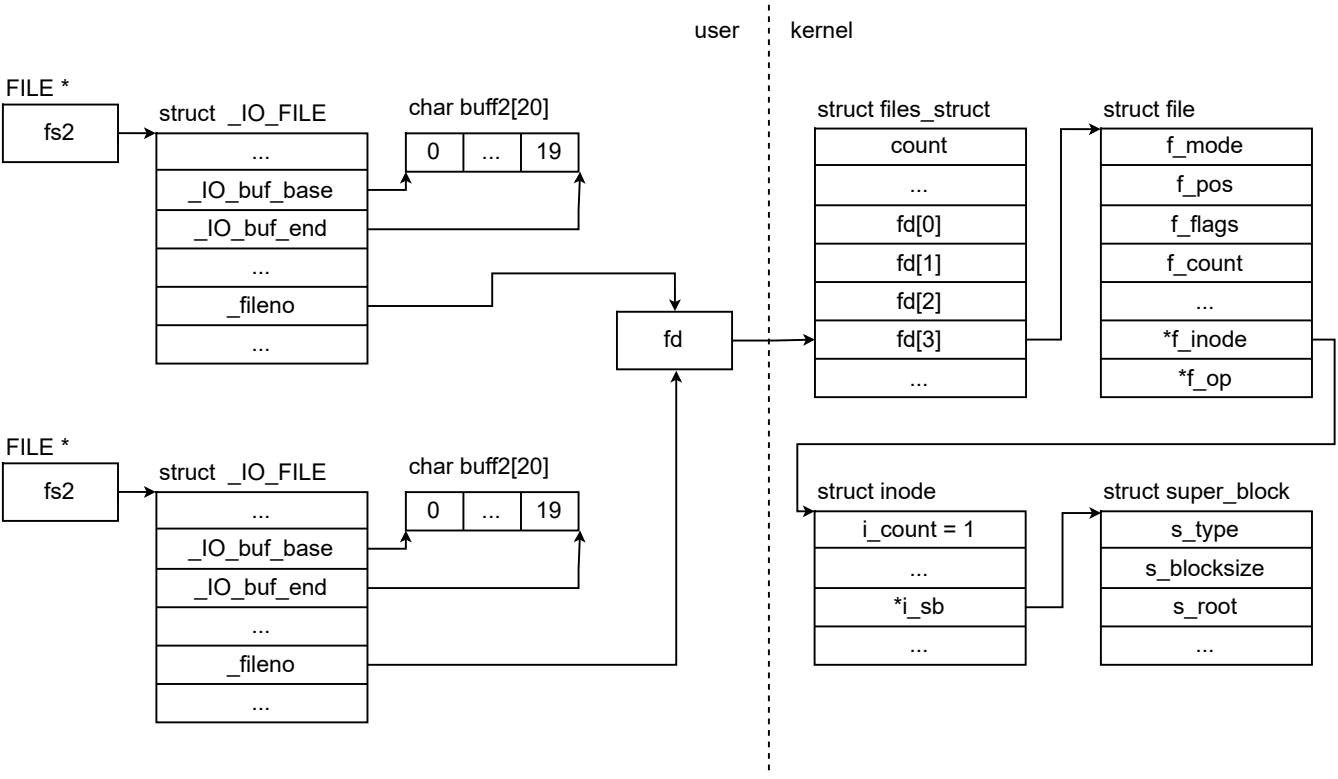 user
kernel
FILE *
fs2
struct _IO_FILE
...
_IO_buf_base
_IO_buf_end
...
_fileno
...
char buff2[20]
0 ... 19
fd
FILE *
fs2
struct _IO_FILE
...
_IO_buf_base
_IO_buf_end
...
_fileno
...
char buff2[20]
0 ... 19
struct files_struct
count
...
fd[0]
fd[1]
fd[2]
fd[3]
...
struct file
f_mode
f_pos
f_flags
f_count
...
*f_inode
*f_op
struct inode
i_count = 1
...
*i_sb
...
struct super_block
s_type
s_blocksize
s_root
...